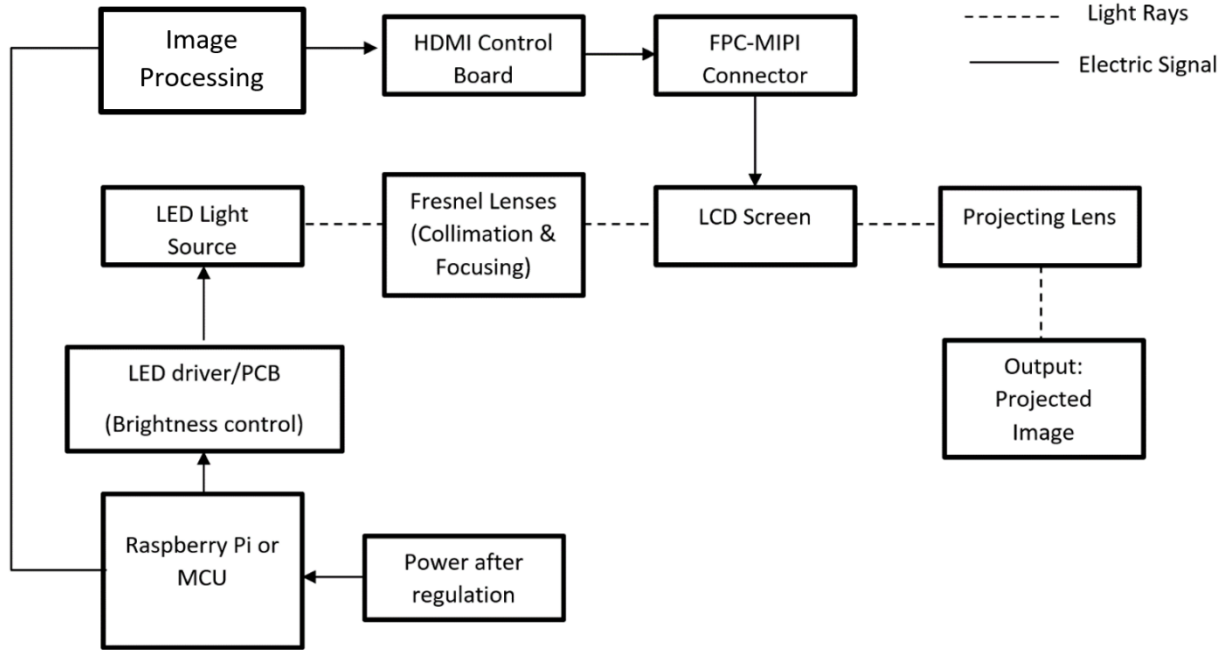 Image
Processing
HDMI Control
Board
FPC-MIPI
Connector
Light Rays
Electric Signal
LED Light
Source
Fresnel Lenses
(Collimation &
Focusing)
LCD Screen
Projecting Lens
LED driver/PCB
(Brightness control)
Output:
Projected
Image
Raspberry Pi or
MCU
Power after
regulation